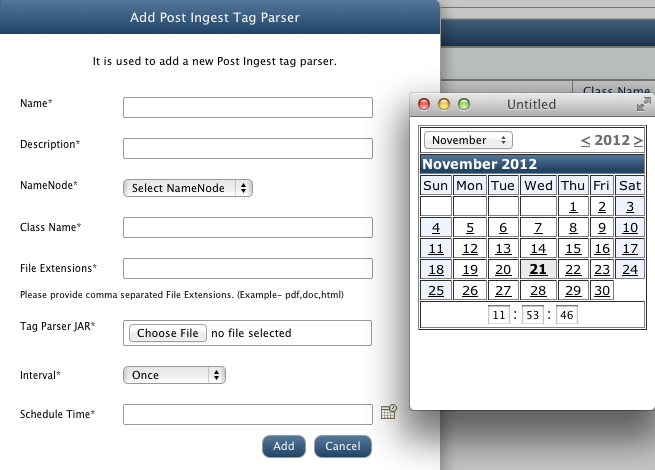 Add Post Ingest Tag Parser
It is used to add a new Post Ingest tag parser.
Name*
Description*
NameNode* Select NameNode
Class Name*
File Extensions*
Please provide comma separated File Extensions. (Example- pdf,doc,html)
Tag Parser JAR* Choose File no file selected
Interval* Once
Schedule Time*
Add Cancel
Class Name
Untitled
November < 2012 >
November 2012
Sun Mon Tue Wed Thu Fri Sat
1 2 3
4 5 6 7 8 9 10
11 12 13 14 15 16 17
18 19 20 21 22 23 24
25 26 27 28 29 30
11 : 53 : 46